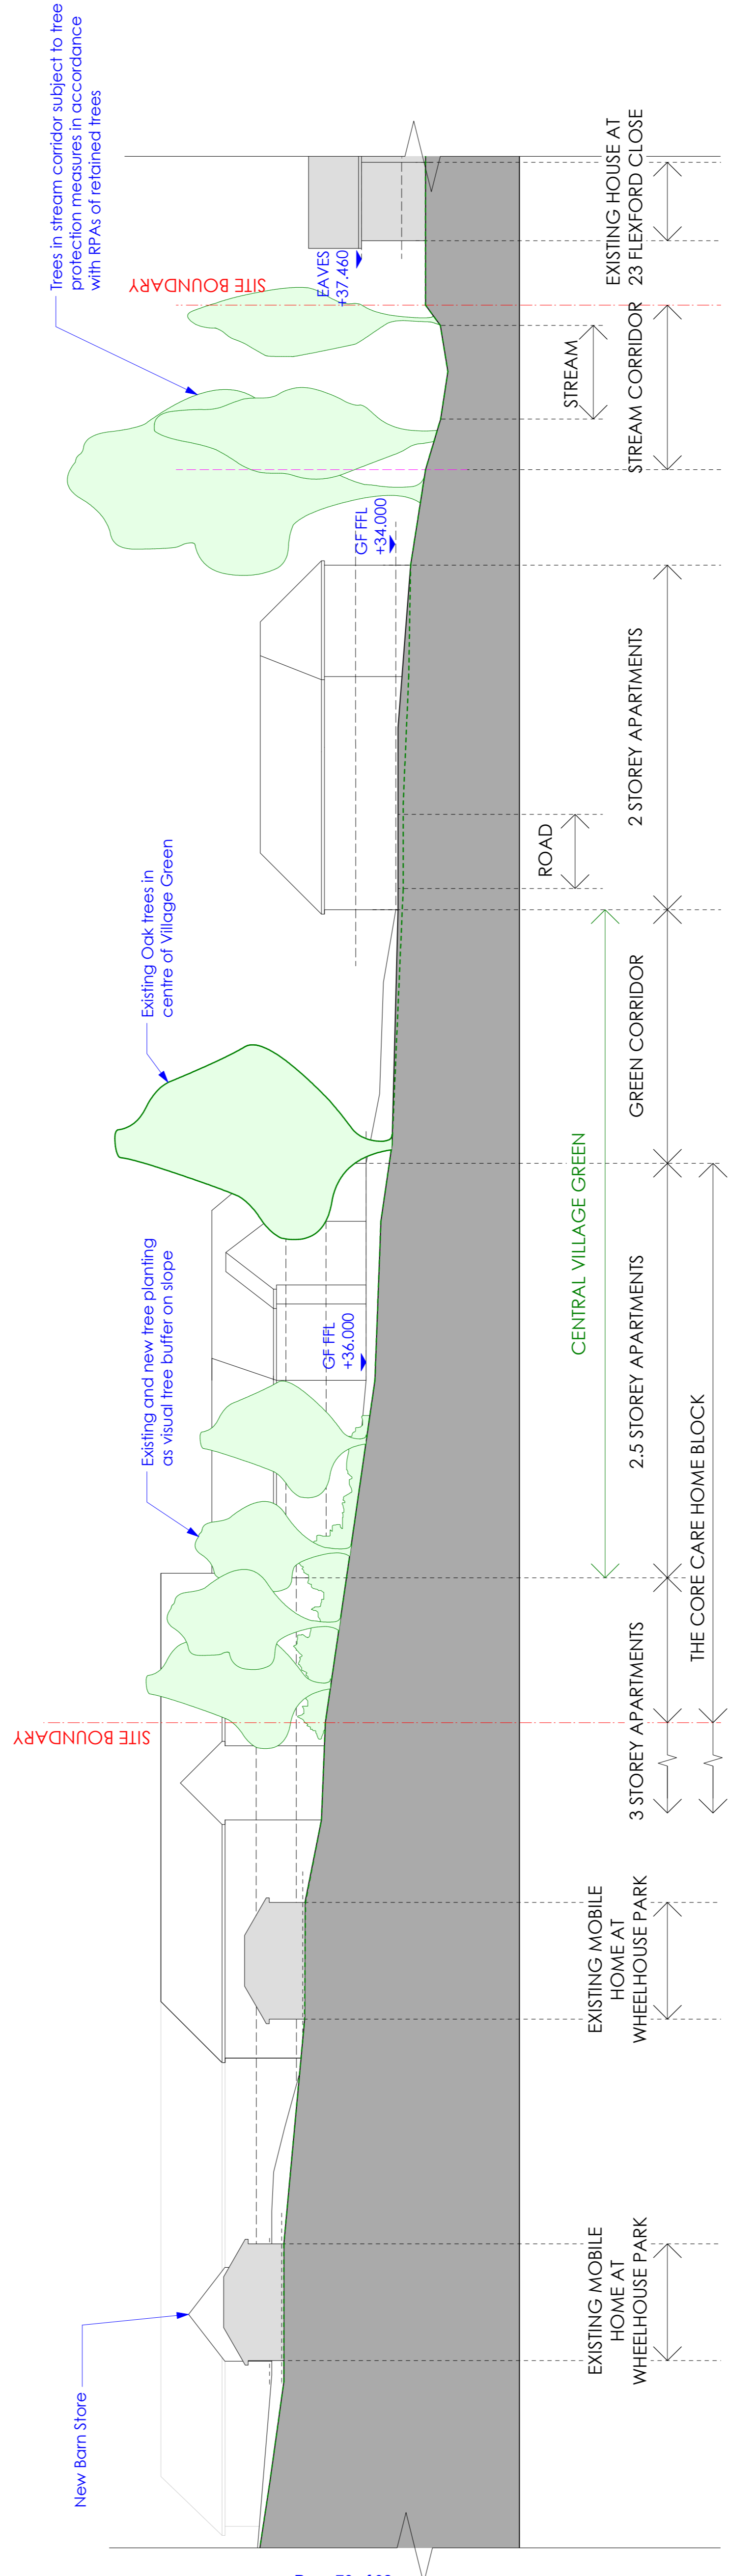 New Barn Store
SITE BOUNDARY
Existing and new tree planting
as visual tree buffer on slope
Existing Oak trees in
centre of Village Green
Trees in stream corridor subject to tree
protection measures in accordance
with RPAs of retained trees
SITE BOUNDARY
GF FFL
+36.000
GF FFL
+34.000
EAVES
+37.460
EXISTING MOBILE
HOME AT
WHEELHOUSE PARK
EXISTING MOBILE
HOME AT
WHEELHOUSE PARK
3 STOREY APARTMENTS
THE CORE CARE HOME BLOCK
2.5 STOREY APARTMENTS
CENTRAL VILLAGE GREEN
GREEN CORRIDOR
ROAD
2 STOREY APARTMENTS
STREAM
STREAM CORRIDOR
EXISTING HOUSE AT
23 FLEXFORD CLOSE